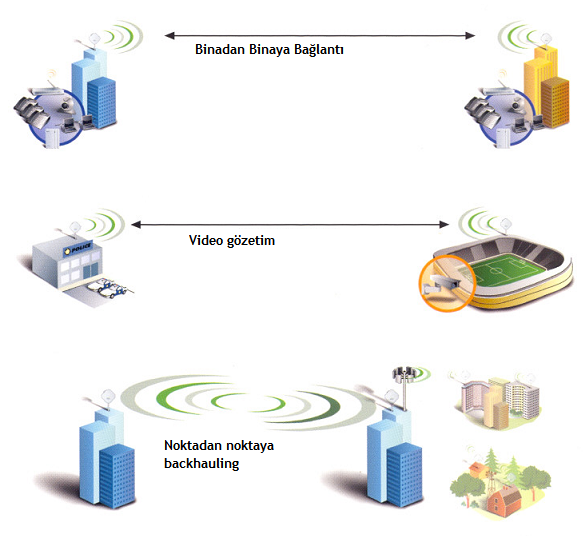 Binadan Binaya Bağlantı
POLICE
Video gözetim
Noktadan noktaya
backhauling